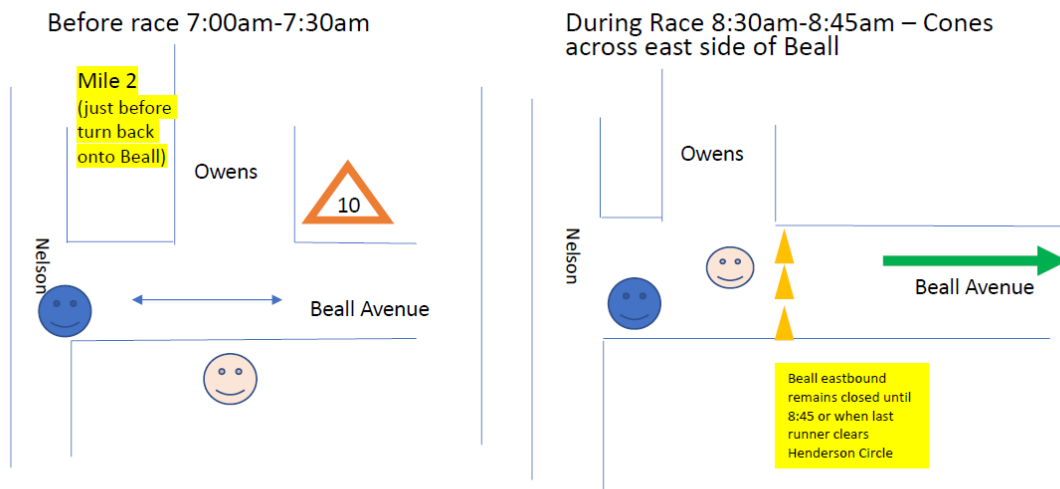 Before race 7:00am-7:30am
Mile 2
(just before
turn back
onto Beall)
Owens
10
Nelson
Beall Avenue
During Race 8:30am-8:45am – Cones
across east side of Beall
Owens
Nelson
Beall Avenue
Beall eastbound
remains closed until
8:45 or when last
runner clears
Henderson Circle